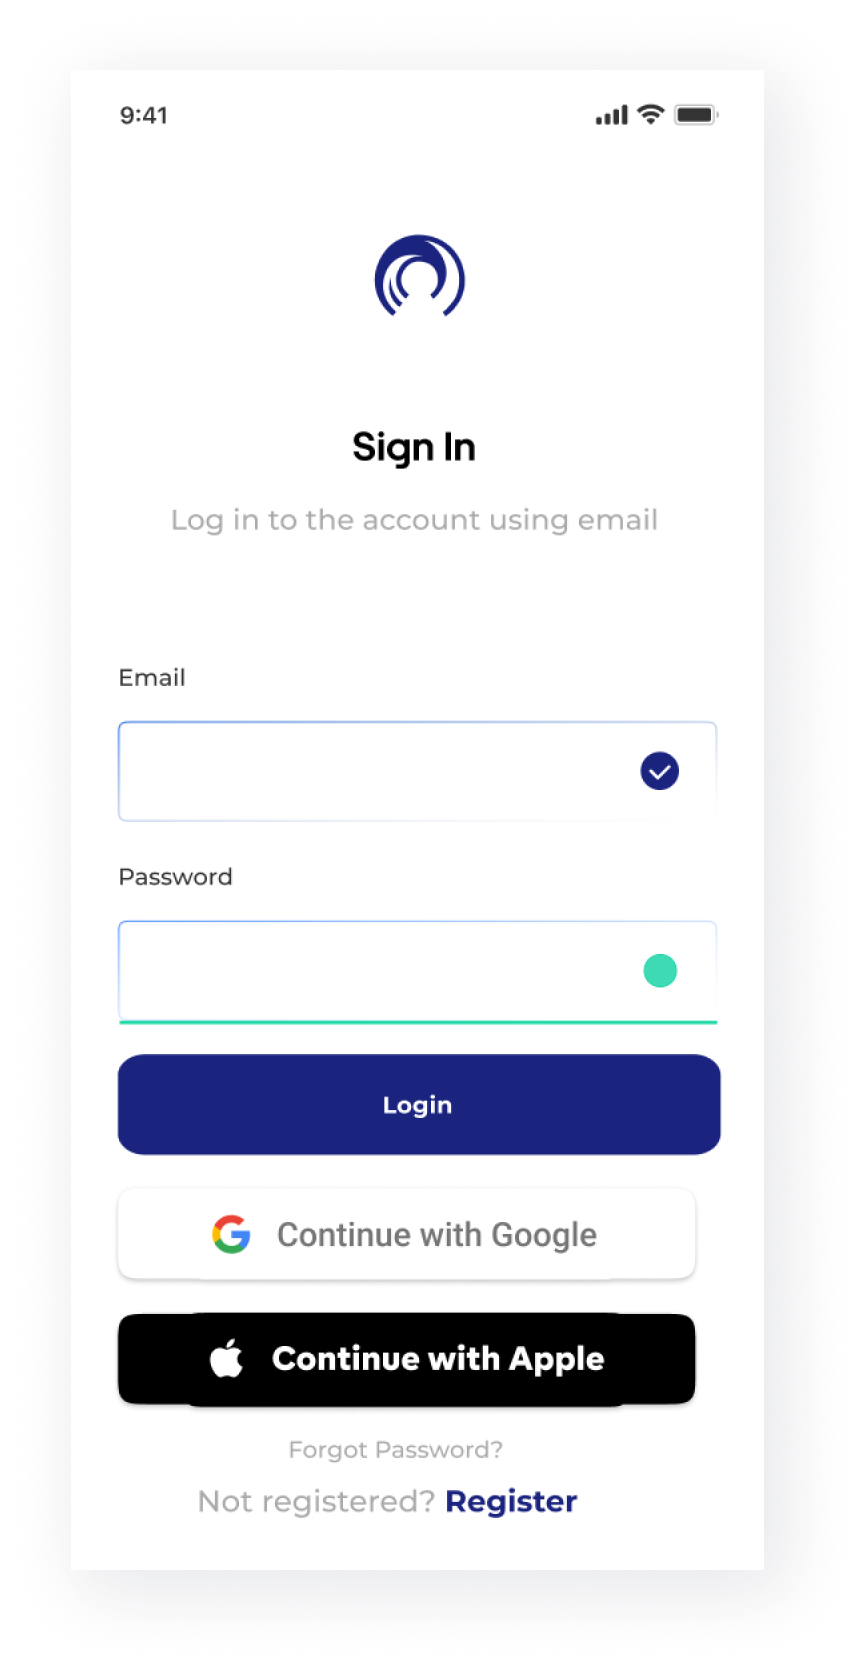 9:41
Sign In
Log in to the account using email
Email
Password
Login
Continue with Google
Continue with Apple
Forgot Password?
Not registered? Register